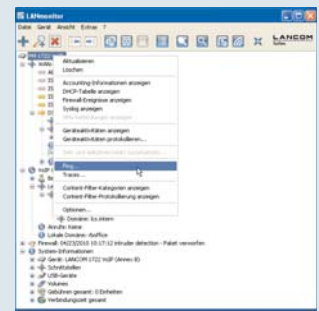 LANmonitor
Datei Gerät Ansicht Extras ?
LANCOM
Aktualisieren
Löschen
Accounting-Informationen anzeigen
DHCP-Tabelle anzeigen
Firewall-Ereignisse anzeigen
Syslog anzeigen
Geräteaktivitäten anzeigen
Geräteaktivitäten protokollieren...
Ping...
Traces...
Content-Filter-Kategorien anzeigen
Content-Filter-Protokollierung anzeigen
Optionen...
Domäne: lcs.intern
Anrufe: Keine
Lokale Domäne:
Firewall: 04/23/2010 10:17:12 intruder detection - Paket verworfen
System-Informationen
Gerät: LANCOM 1722 VoIP (Annex B)
Schnittstellen
USB-Geräte
Volumes
Gebühren gesamt: 0 Einheiten
Verbindungszeit gesamt